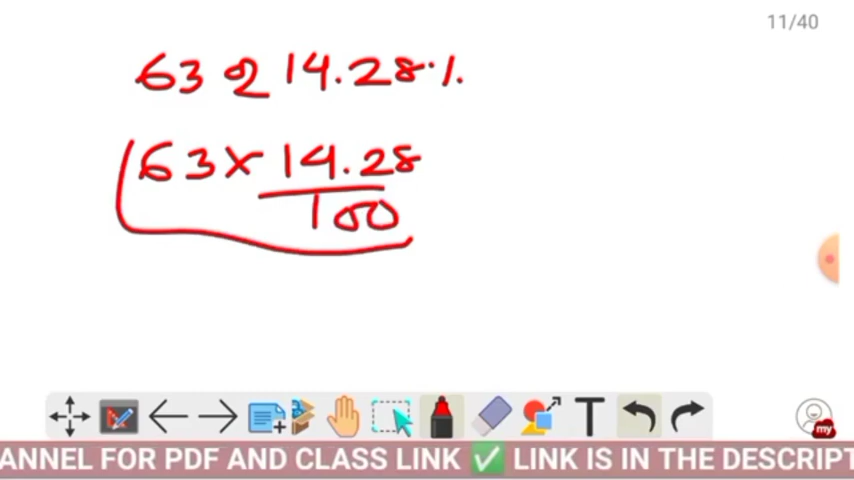 11/40
63 ല 14.28%
63 × 14.28
100
my
ANNEL FOR PDF AND CLASS LINK ✅ LINK IS IN THE DESCRIPT